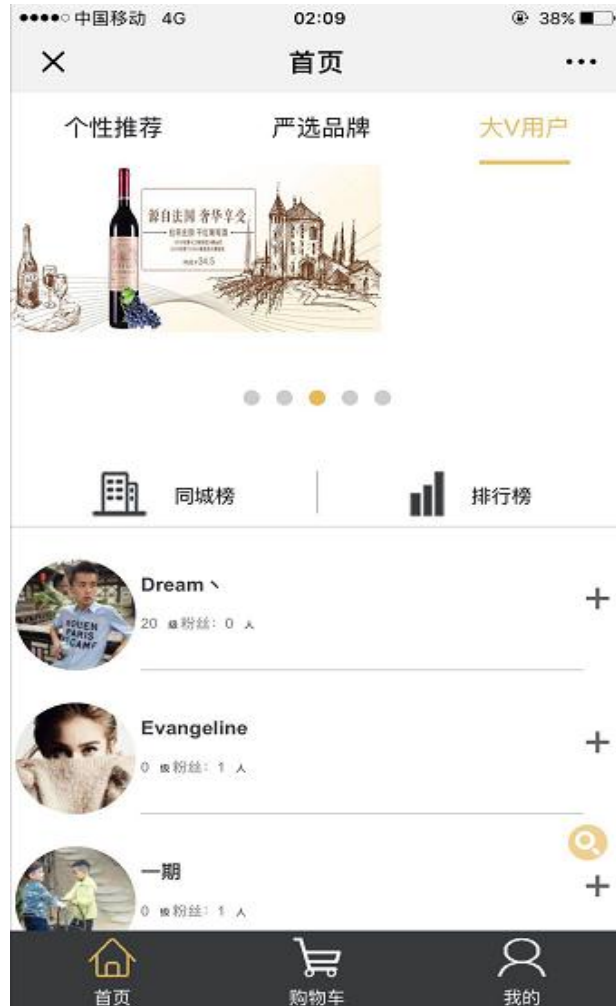 中国移动 4G 02:09 38%
首页
个性推荐 严选品牌 大V用户
源自法国 奢华享受
34.5
同城榜 排行榜
Dream丶
20 级粉丝: 0 人
Evangeline
0 级粉丝: 1 人
一期
0 级粉丝: 1 人
首页 购物车 我的